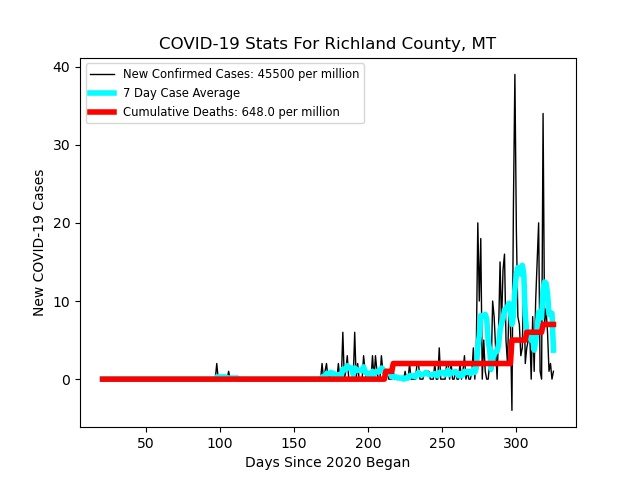 COVID-19 Stats For Richland County, MT
New Confirmed Cases: 45500 per million
7 Day Case Average
Cumulative Deaths: 648.0 per million
New COVID-19 Cases
40
30
20
10
0
50 100 150 200 250 300
Days Since 2020 Began